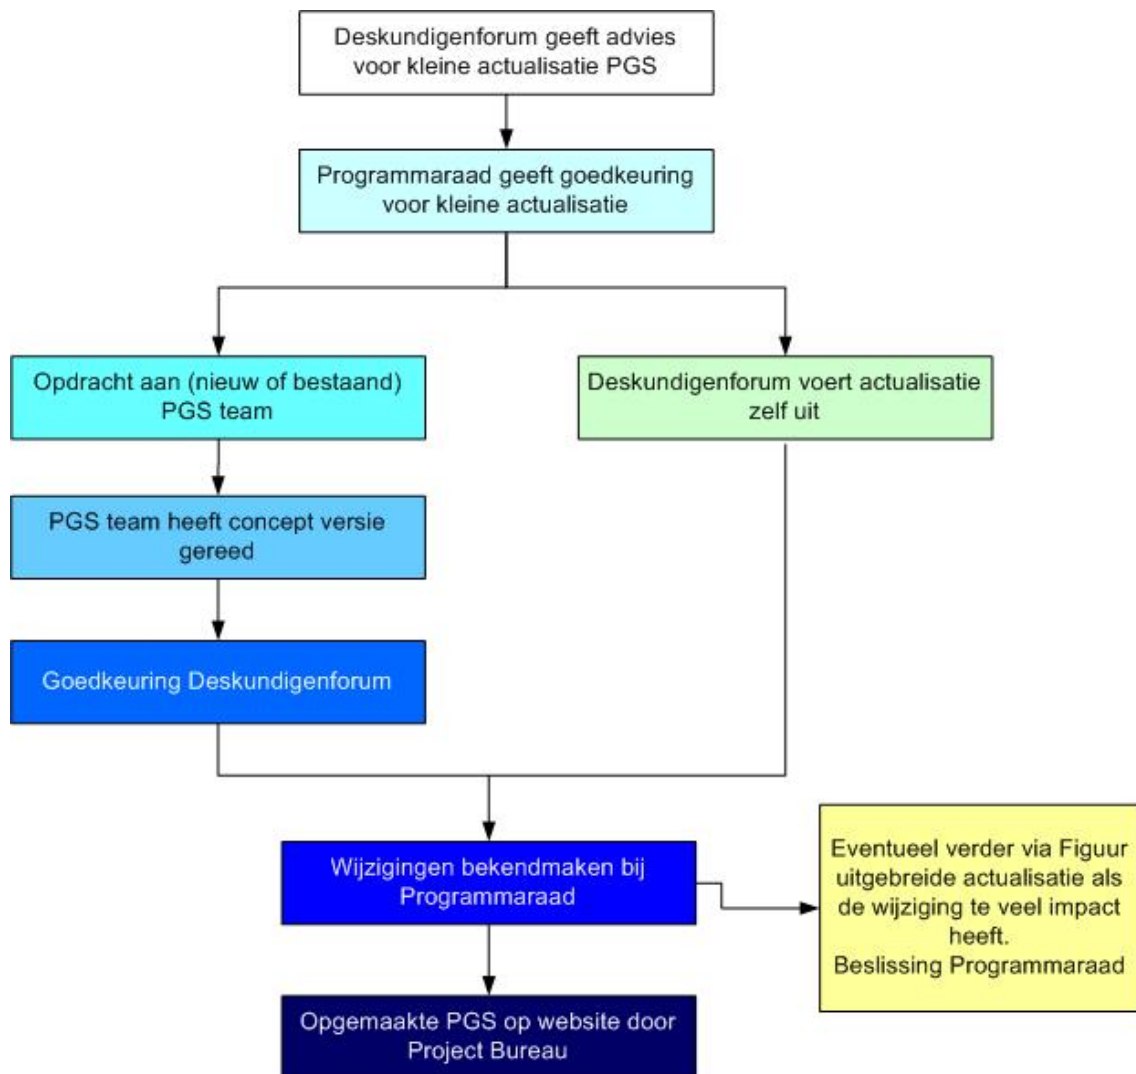 Deskundigenforum geeft advies
voor kleine actualisatie PGS
Programmaraad geeft goedkeuring
voor kleine actualisatie
Opdracht aan (nieuw of bestaand)
PGS team
Deskundigenforum voert actualisatie
zelf uit
PGS team heeft concept versie
gereed
Goedkeuring Deskundigenforum
Wijzigingen bekendmaken bij
Programmaraad
Eventueel verder via Figuur
uitgebreide actualisatie als
de wijziging te veel impact
heeft.
Beslissing Programmaraad
Opgemaakte PGS op website door
Project Bureau